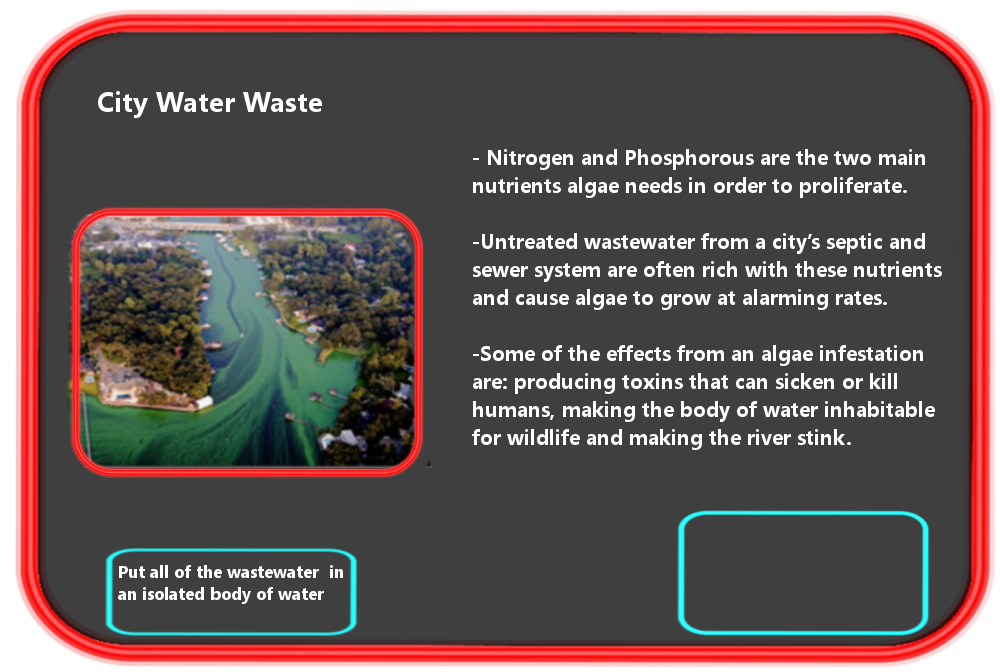 City Water Waste
- Nitrogen and Phosphorous are the two main
nutrients algae needs in order to proliferate.
-Untreated wastewater from a city’s septic and
sewer system are often rich with these nutrients
and cause algae to grow at alarming rates.
-Some of the effects from an algae infestation
are: producing toxins that can sicken or kill
humans, making the body of water inhabitable
for wildlife and making the river stink.
Put all of the wastewater  in
an isolated body of water